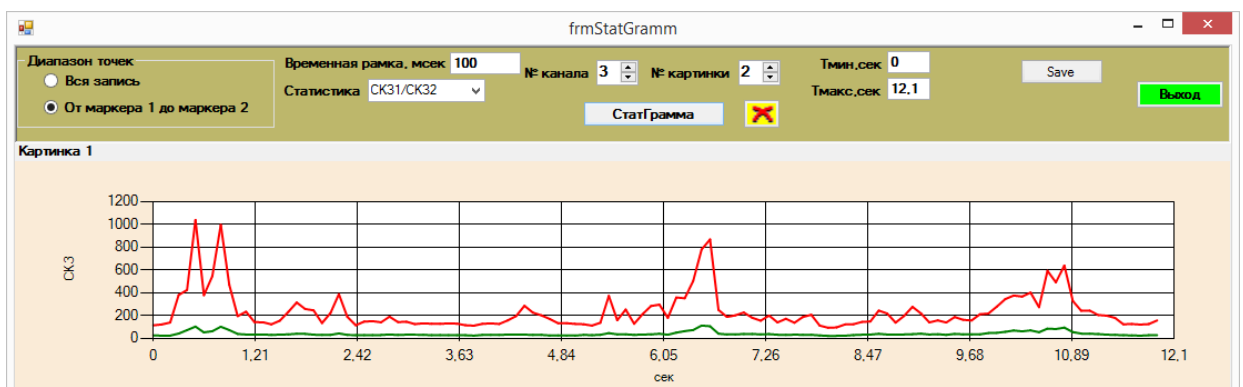 frmStatGramm
Диапазон точек
Вся запись
От маркера 1 до маркера 2
Временная рамка, мсек 100
Статистика СКЗ1/СКЗ2
№ канала 3
№ картинки 2
СтатГрамма
Тмин,сек 0
Тмакс,сек 12,1
Save
Выход
Картинка 1
СКЗ
1200
1000
800
600
400
200
0
0 1,21 2,42 3,63 4,84 6,05 7,26 8,47 9,68 10,89 12,1
сек